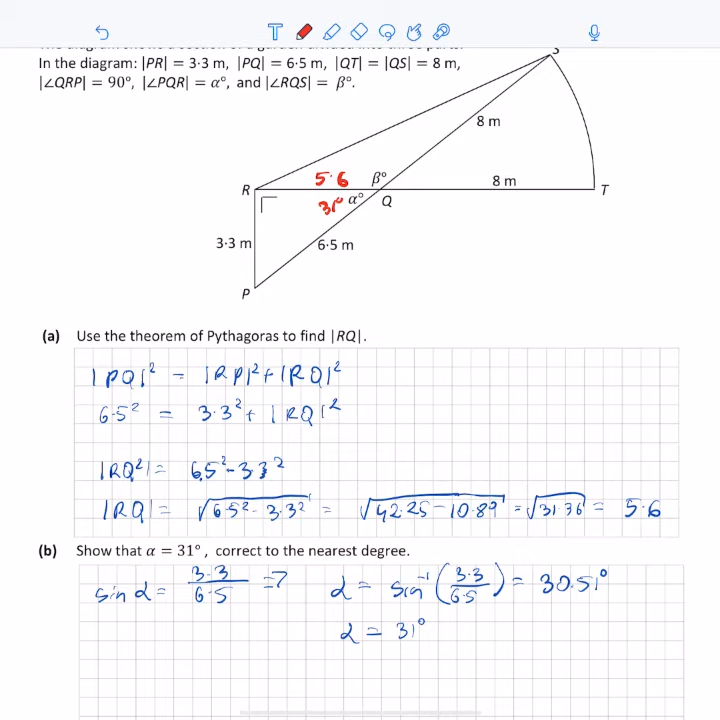 In the diagram: |PR| = 3·3 m, |PQ| = 6·5 m, |QT| = |QS| = 8 m,
|∠QRP| = 90°, |∠PQR| = α°, and |∠RQS| = β°.
S
8 m
5·6 β°
R 8 m T
31° α° Q
3·3 m 6·5 m
P
(a) Use the theorem of Pythagoras to find |RQ|.
|PQ|² = |RP|² + |RQ|²
6·5² = 3·3² + |RQ|²
|RQ²| = 6.5² - 3.3²
|RQ| = √6·5² - 3·3² = √42·25 - 10·89 = √31·36 = 5·6
(b) Show that α = 31°, correct to the nearest degree.
sin α = 3.3/6.5 => α = sin⁻¹(3.3/6.5) = 30.51°
α = 31°